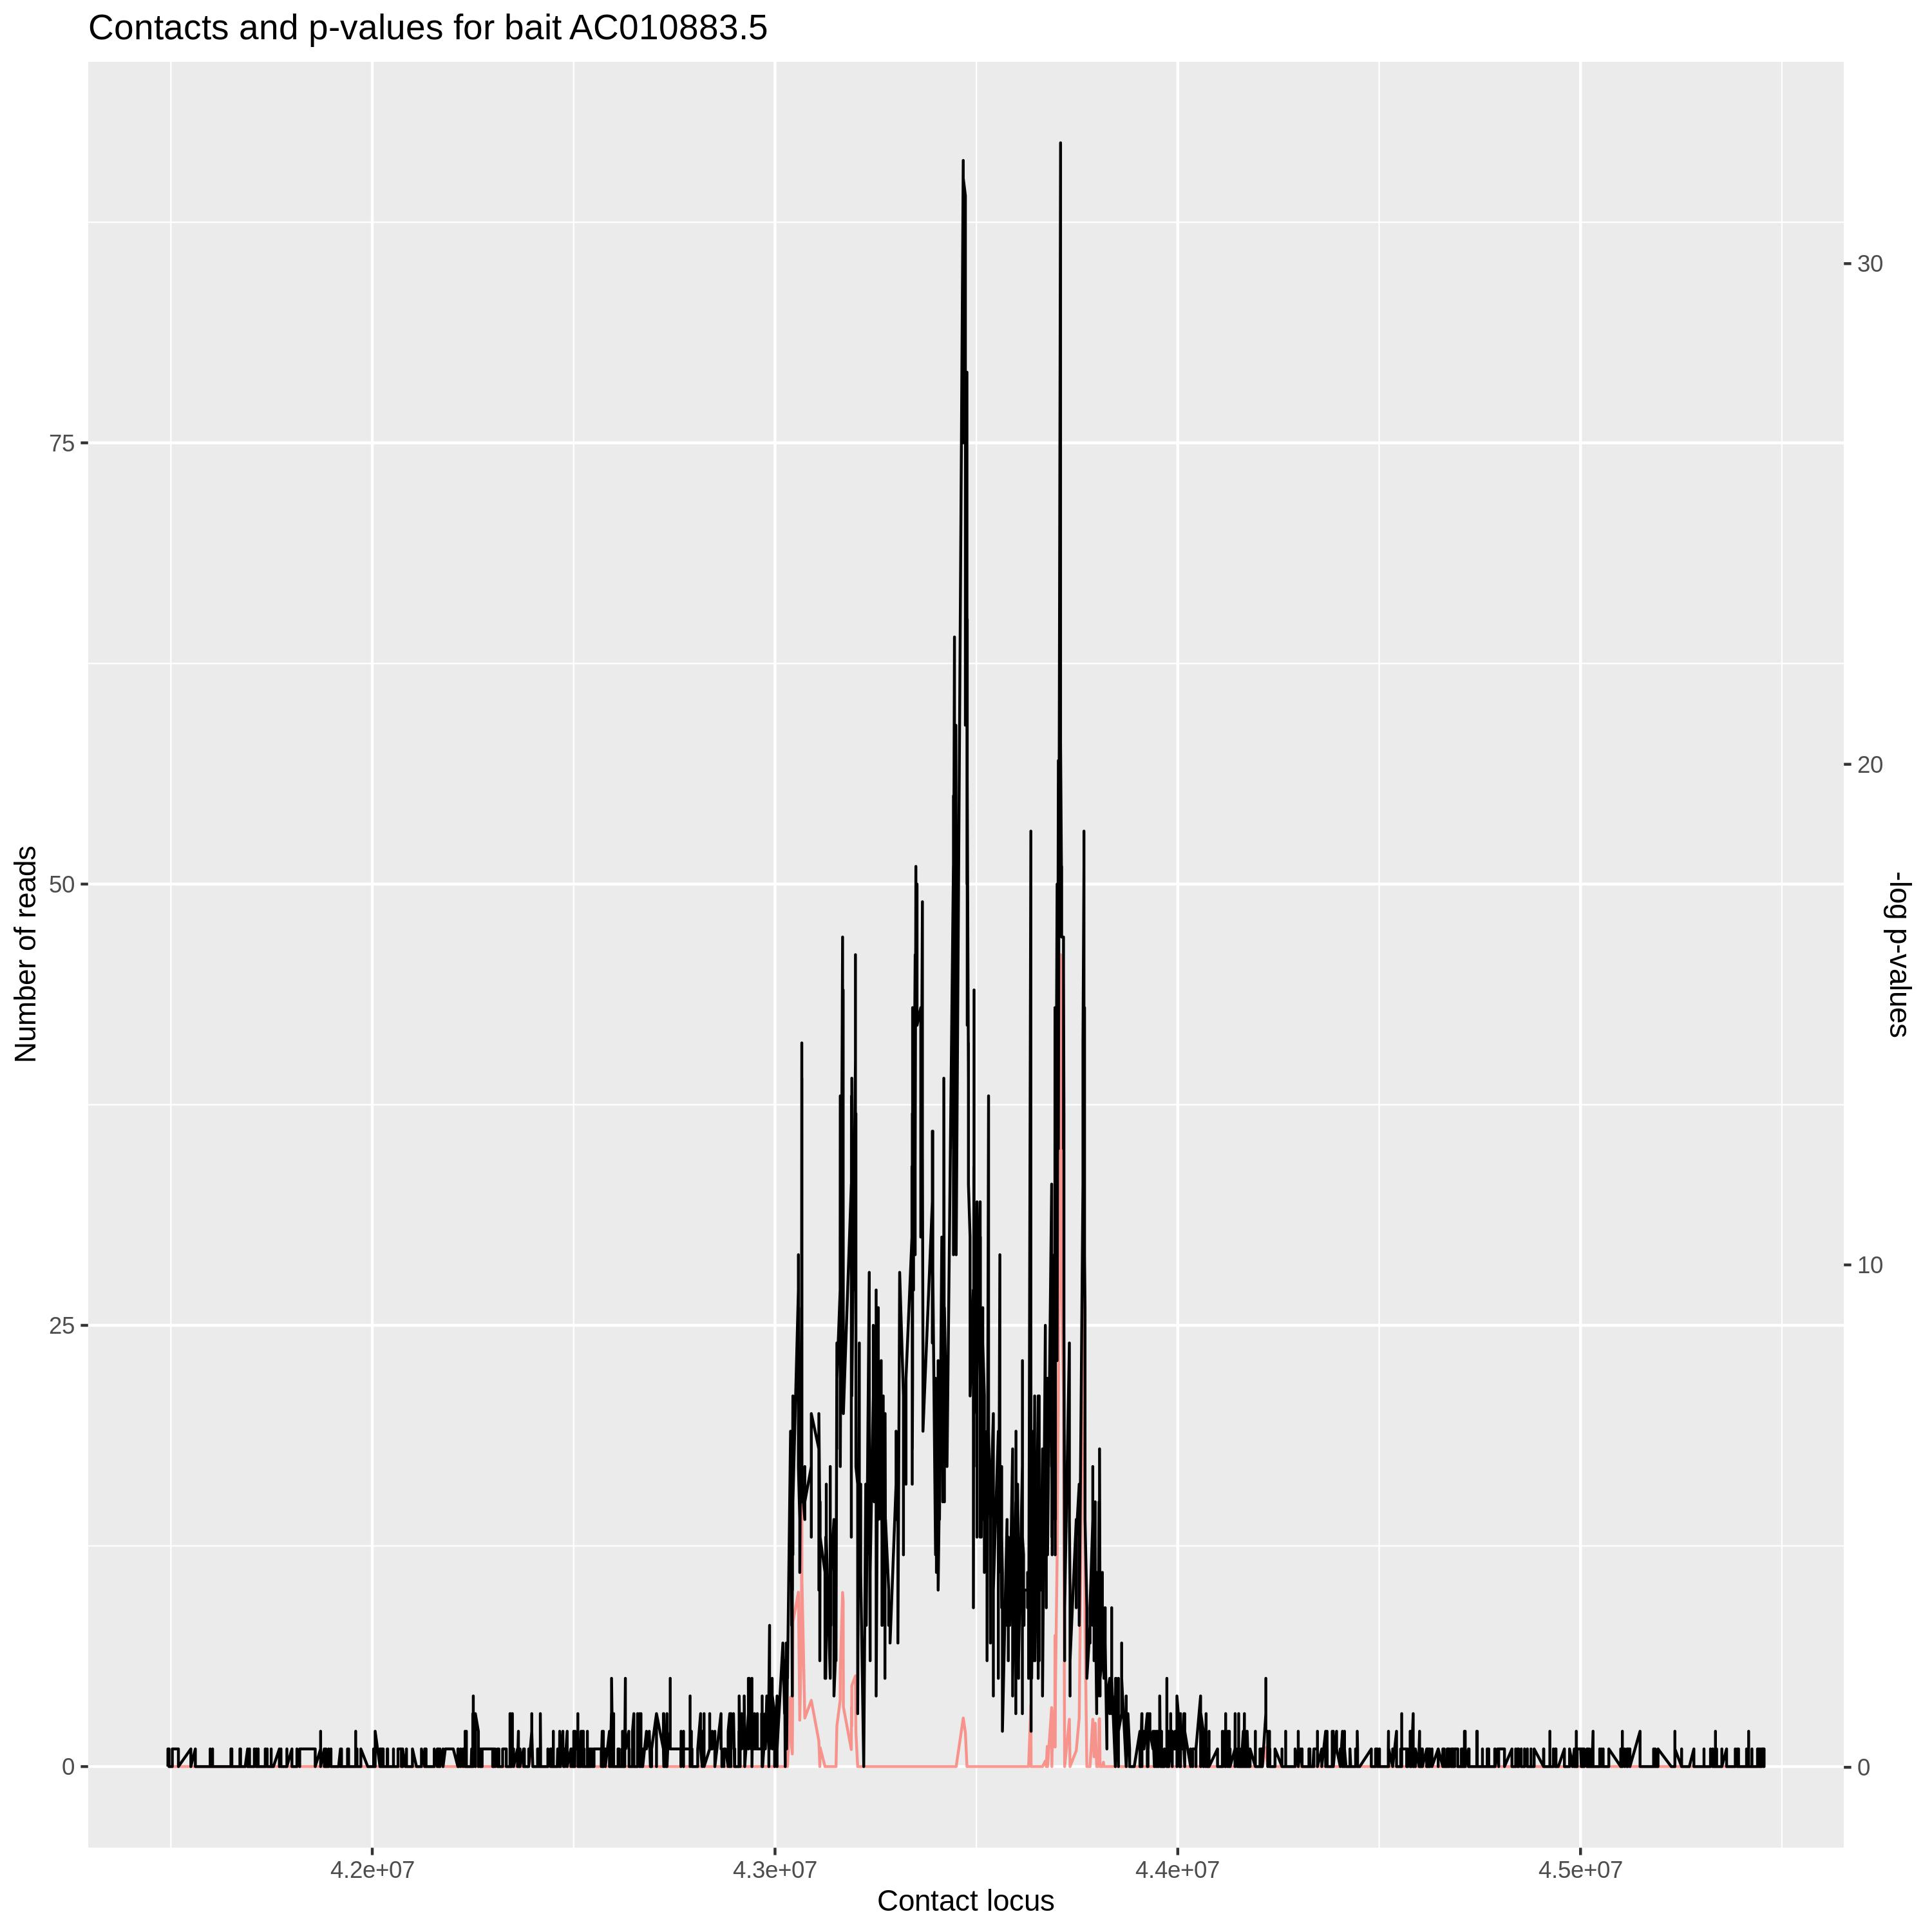 Contacts and p-values for bait AC010883.5
Number of reads
75
50
25
0
30
20
10
0
-log p-values
4.2e+07 4.3e+07 4.4e+07 4.5e+07
Contact locus